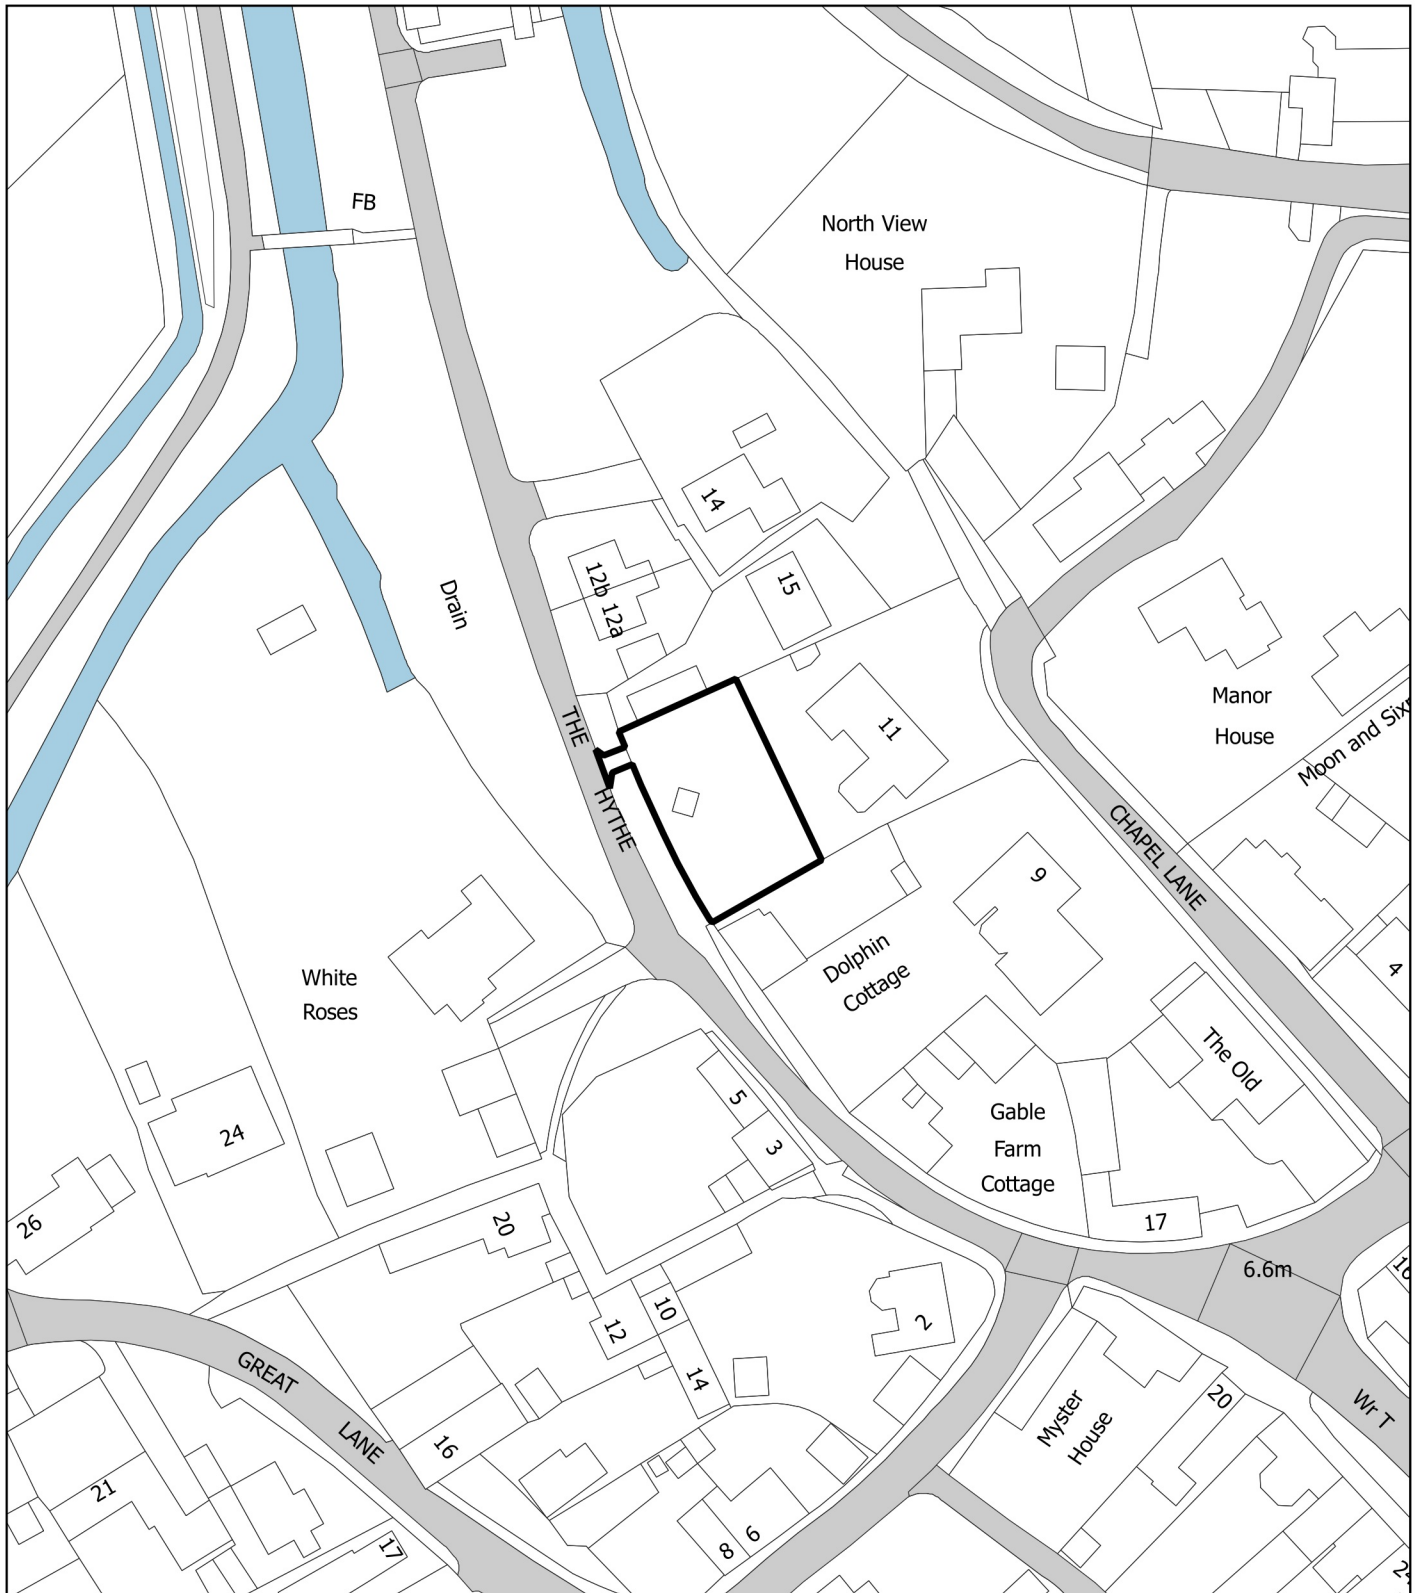 FB
North View
House
14
12b 12a
15
Drain
THE
HYTHE
11
Manor
House
Moon and Six
CHAPEL LANE
9
Dolphin
Cottage
White
Roses
4
The Old
5
3
Gable
Farm
Cottage
24
26
20
17
6.6m
16
2
10
12
14
GREAT
LANE
16
21
17
Myster
House
20
Wr T
8
6